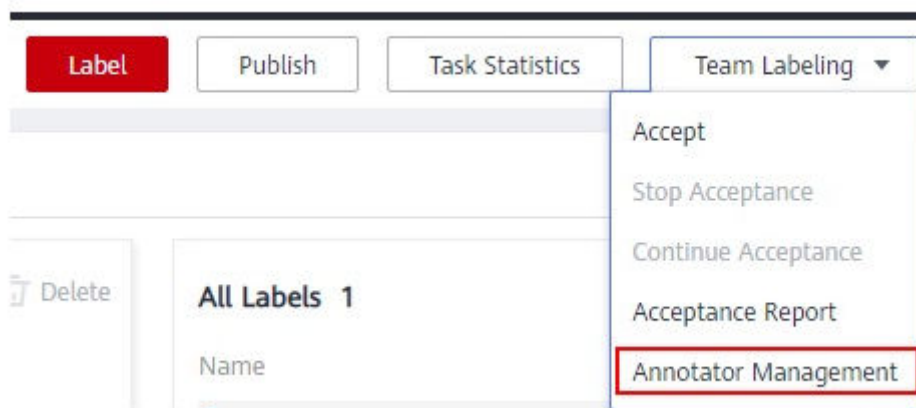 Label Publish Task Statistics Team Labeling
Accept
Stop Acceptance
Continue Acceptance
Delete
All Labels 1
Acceptance Report
Name
Annotator Management